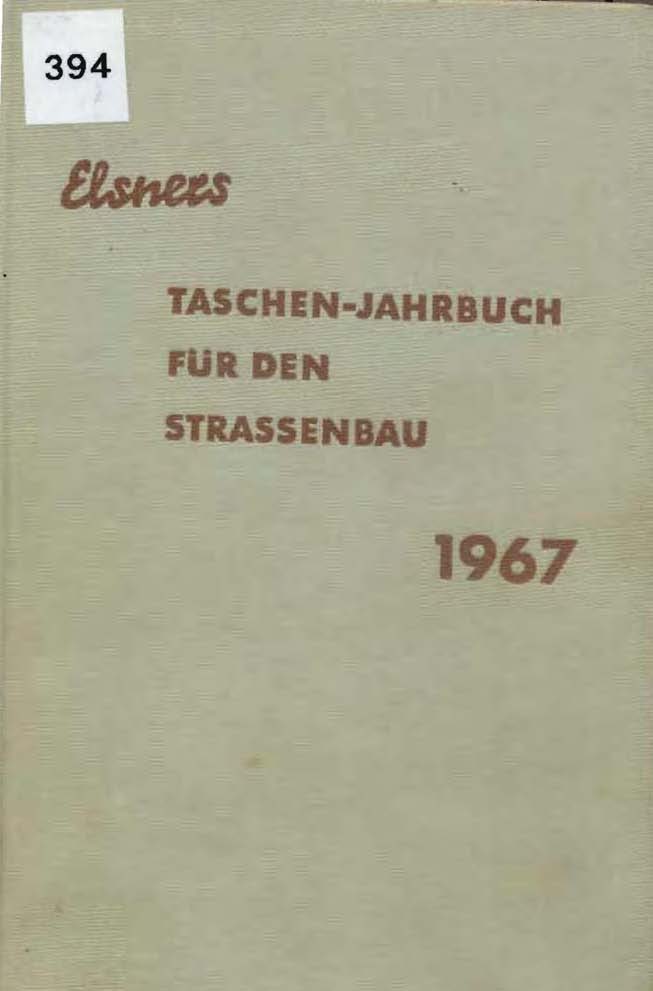 394
Elsners
TASCHEN-JAHRBUCH
FÜR DEN
STRASSENBAU
1967